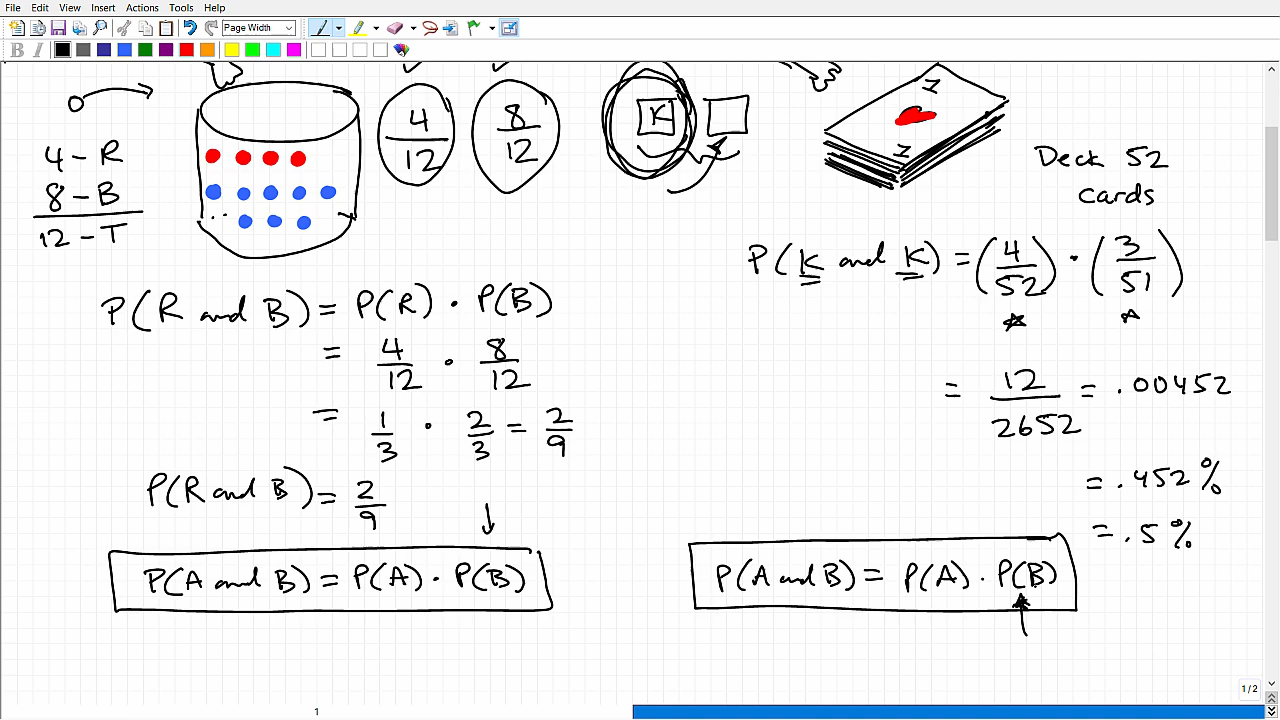 File Edit View Insert Actions Tools Help
Page Width
B I
4/12 8/12 K
4 - R
8 - B
12 - T
Deck 52
Cards
P(K and K) = (4/52) · (3/51)
= 12/2652 = .00452
= .452%
= .5%
P(R and B) = P(R) · P(B)
= 4/12 · 8/12
= 1/3 · 2/3 = 2/9
P(R and B) = 2/9
P(A and B) = P(A) · P(B)
P(A and B) = P(A) · P(B)
1/2
1